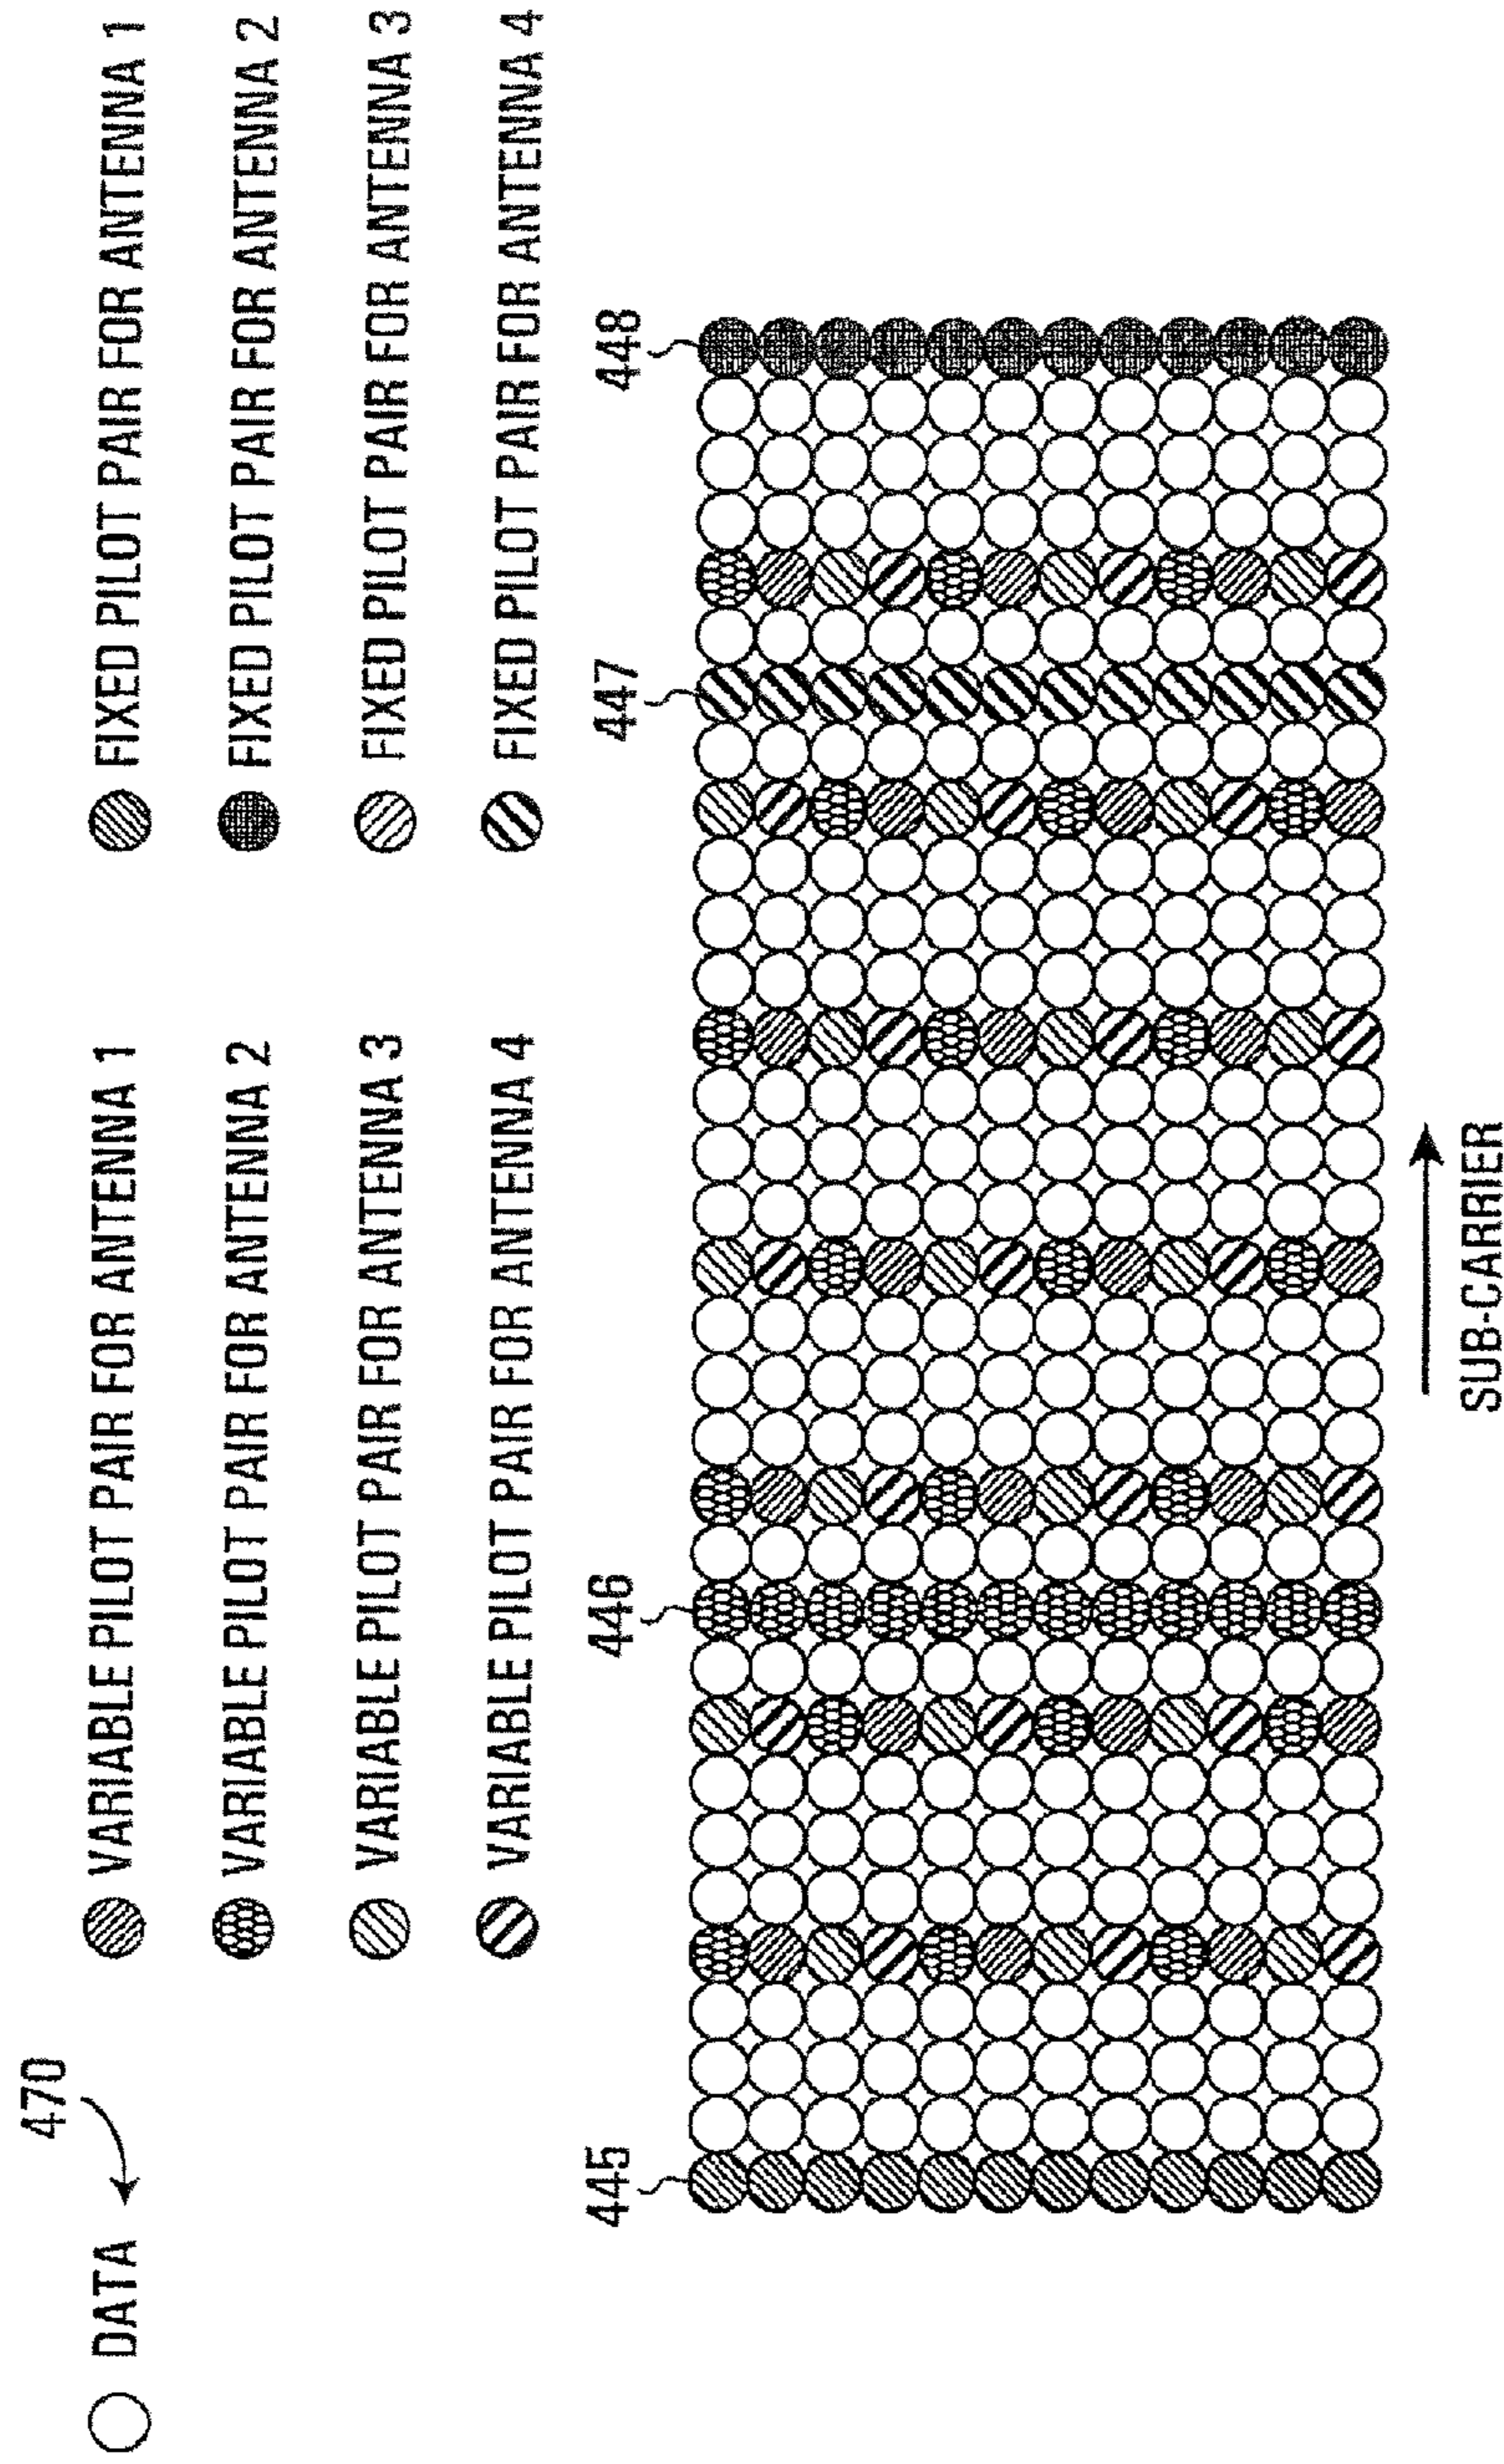 470
DATA
VARIABLE PILOT PAIR FOR ANTENNA 1
FIXED PILOT PAIR FOR ANTENNA 1
VARIABLE PILOT PAIR FOR ANTENNA 2
FIXED PILOT PAIR FOR ANTENNA 2
VARIABLE PILOT PAIR FOR ANTENNA 3
FIXED PILOT PAIR FOR ANTENNA 3
VARIABLE PILOT PAIR FOR ANTENNA 4
FIXED PILOT PAIR FOR ANTENNA 4
445
446
447
448
SUB-CARRIER